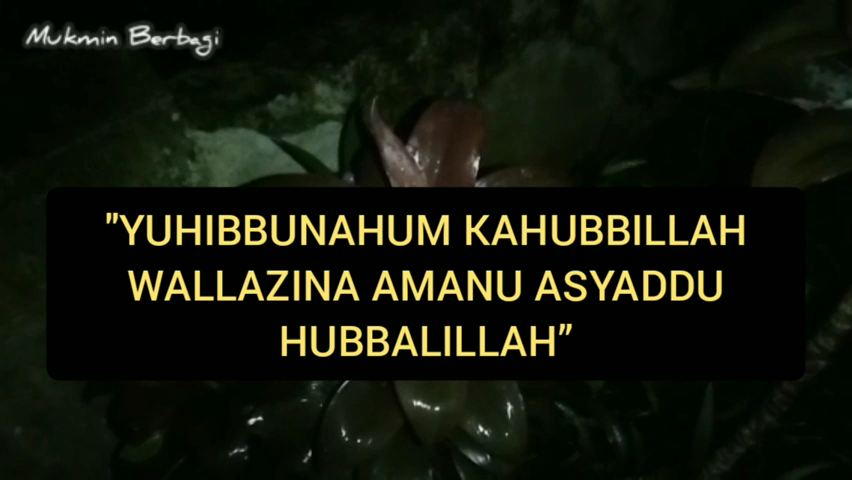 Mukmin Berbagi
"YUHIBBUNAHUM KAHUBBILLAH
WALLAZINA AMANU ASYADDU
HUBBALILLAH"